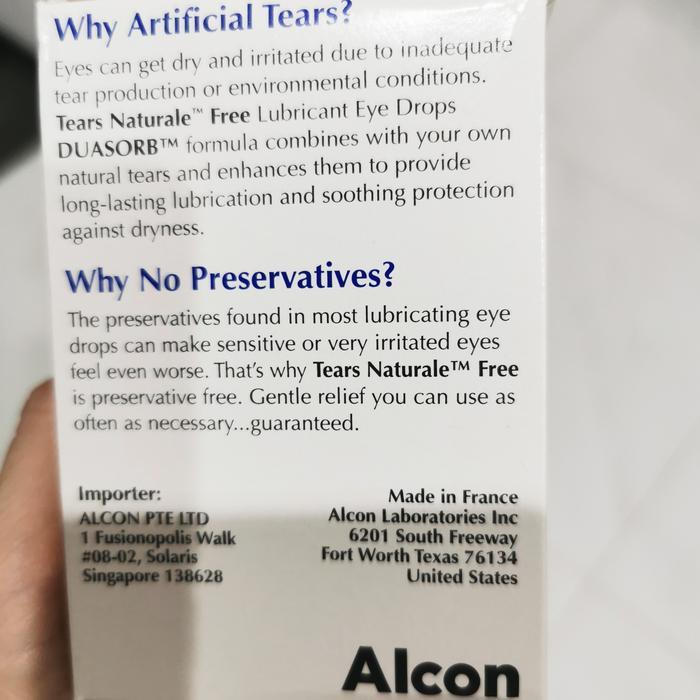 Why Artificial Tears?
Eyes can get dry and irritated due to inadequate
tear production or environmental conditions.
Tears Naturale™ Free Lubricant Eye Drops
DUASORB™ formula combines with your own
natural tears and enhances them to provide
long-lasting lubrication and soothing protection
against dryness.
Why No Preservatives?
The preservatives found in most lubricating eye
drops can make sensitive or very irritated eyes
feel even worse. That's why Tears Naturale™ Free
is preservative free. Gentle relief you can use as
often as necessary...guaranteed.
Importer:
ALCON PTE LTD
1 Fusionopolis Walk
#08-02, Solaris
Singapore 138628
Made in France
Alcon Laboratories Inc
6201 South Freeway
Fort Worth Texas 76134
United States
Alcon